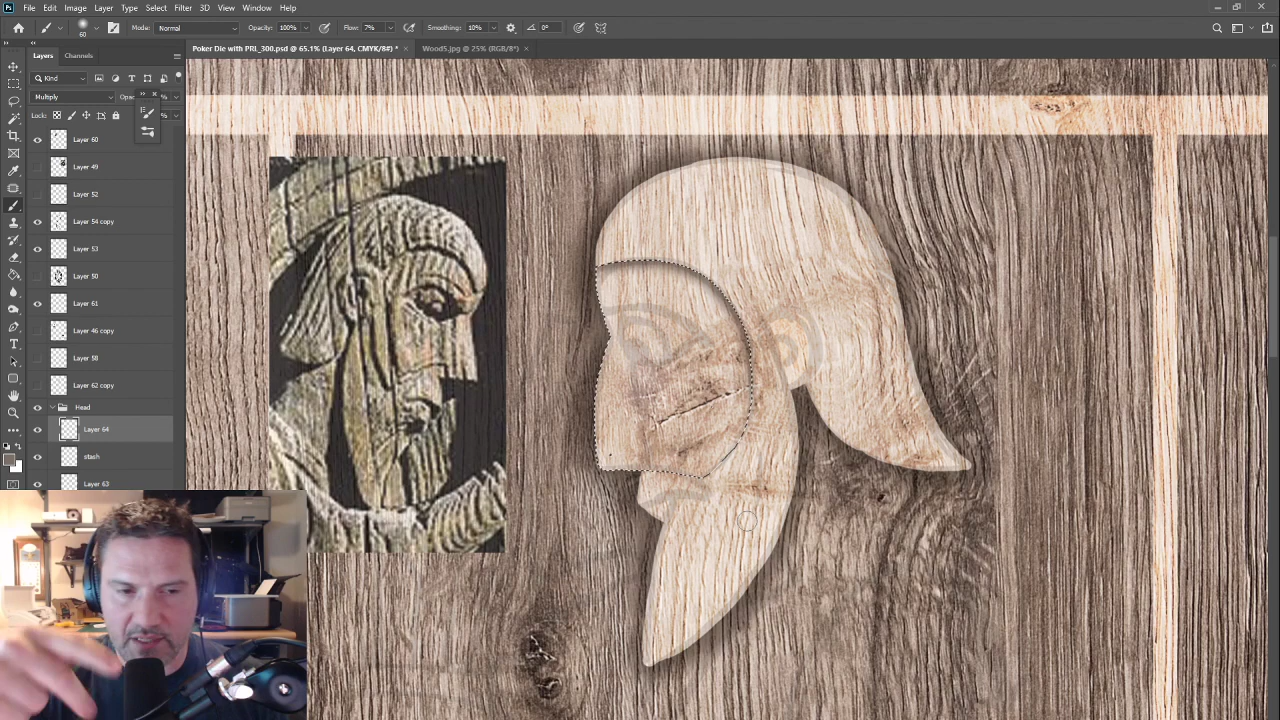 File Edit Image Layer Type Select Filter 3D View Window Help
60 Mode: Normal Opacity: 100% Flow: 7% Smoothing: 10% 0°
Layers Channels
Poker Die with PRL_300.psd @ 65.1% (Layer 64, CMYK/8#) * × Wood5.jpg @ 25% (RGB/8*) ×
Kind
Multiply
Lock:
Layer 60
Layer 49
Layer 52
Layer 54 copy
Layer 53
Layer 50
Layer 61
Layer 46 copy
Layer 58
Layer 62 copy
Head
Layer 64
stash
Layer 63